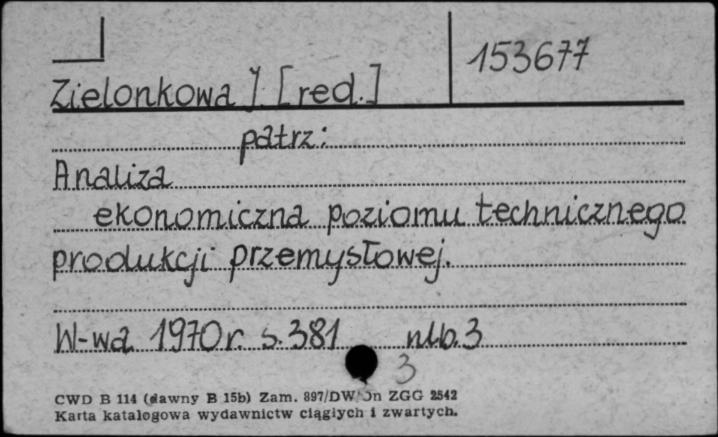 153677
Zielonkowa J. [red.]
patrz:
Analiza
ekonomiczna poziomu technicznego
produkcji przemysłowej.
W-wa 1970 r. s. 381 nlb. 3
3
CWD B 114 (dawny B 15b) Zam. 897/DW/Jn ZGG 2542
Karta katalogowa wydawnictw ciągłych i zwartych.